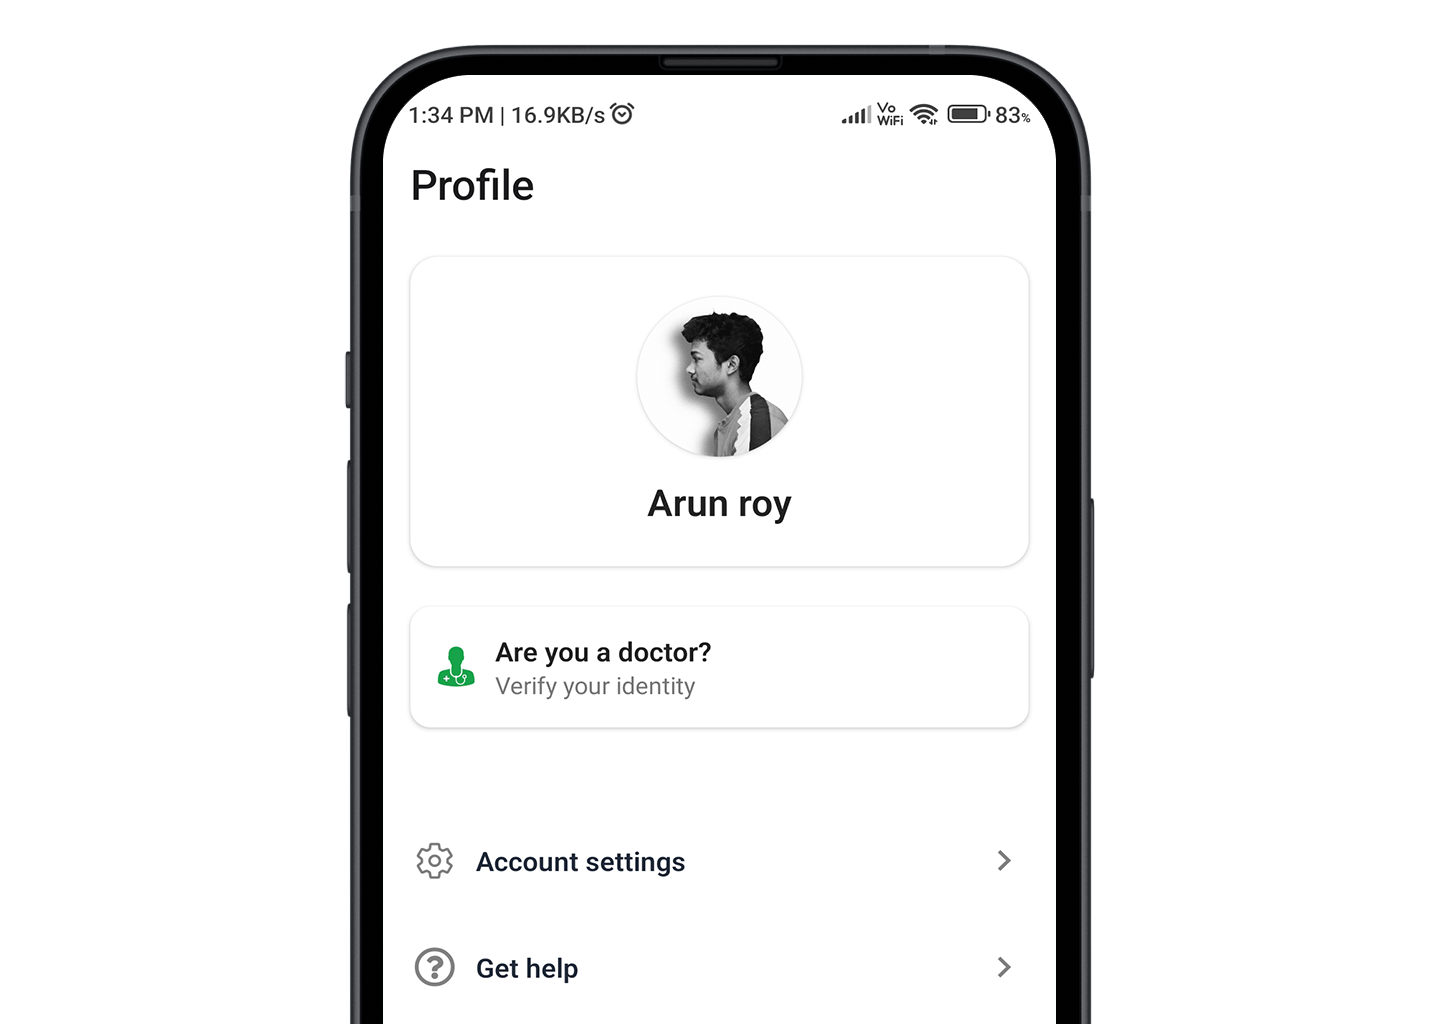 1:34 PM | 16.9KB/s
Vo
WiFi
83%
Profile
Arun roy
Are you a doctor?
Verify your identity
Account settings
Get help